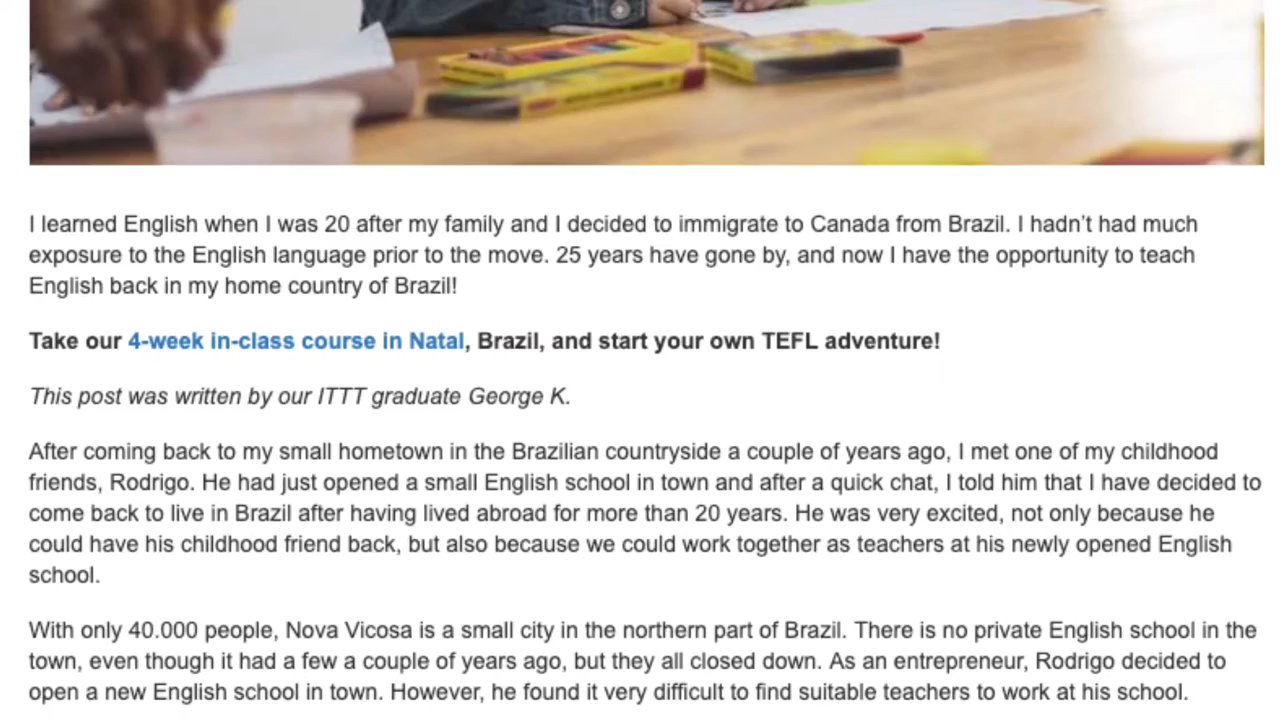 I learned English when I was 20 after my family and I decided to immigrate to Canada from Brazil. I hadn't had much
exposure to the English language prior to the move. 25 years have gone by, and now I have the opportunity to teach
English back in my home country of Brazil!
Take our 4-week in-class course in Natal, Brazil, and start your own TEFL adventure!
This post was written by our ITTT graduate George K.
After coming back to my small hometown in the Brazilian countryside a couple of years ago, I met one of my childhood
friends, Rodrigo. He had just opened a small English school in town and after a quick chat, I told him that I have decided to
come back to live in Brazil after having lived abroad for more than 20 years. He was very excited, not only because he
could have his childhood friend back, but also because we could work together as teachers at his newly opened English
school.
With only 40.000 people, Nova Vicosa is a small city in the northern part of Brazil. There is no private English school in the
town, even though it had a few a couple of years ago, but they all closed down. As an entrepreneur, Rodrigo decided to
open a new English school in town. However, he found it very difficult to find suitable teachers to work at his school.